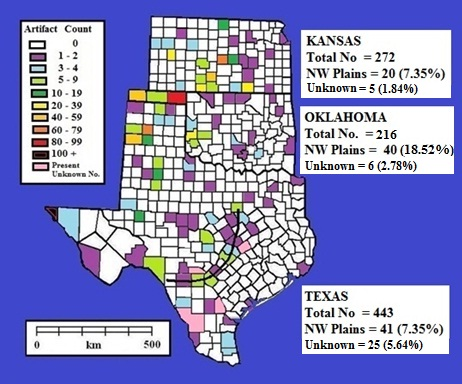 Artifact Count
0
1 - 2
3 - 4
5 - 9
10 - 19
20 - 39
40 - 59
60 - 79
80 - 99
100 +
Present
Unknown No.
KANSAS
Total No = 272
NW Plains = 20 (7.35%)
Unknown = 5 (1.84%)
OKLAHOMA
Total No. = 216
NW Plains = 40 (18.52%)
Unknown = 6 (2.78%)
TEXAS
Total No = 443
NW Plains = 41 (7.35%)
Unknown = 25 (5.64%)
0 km 500